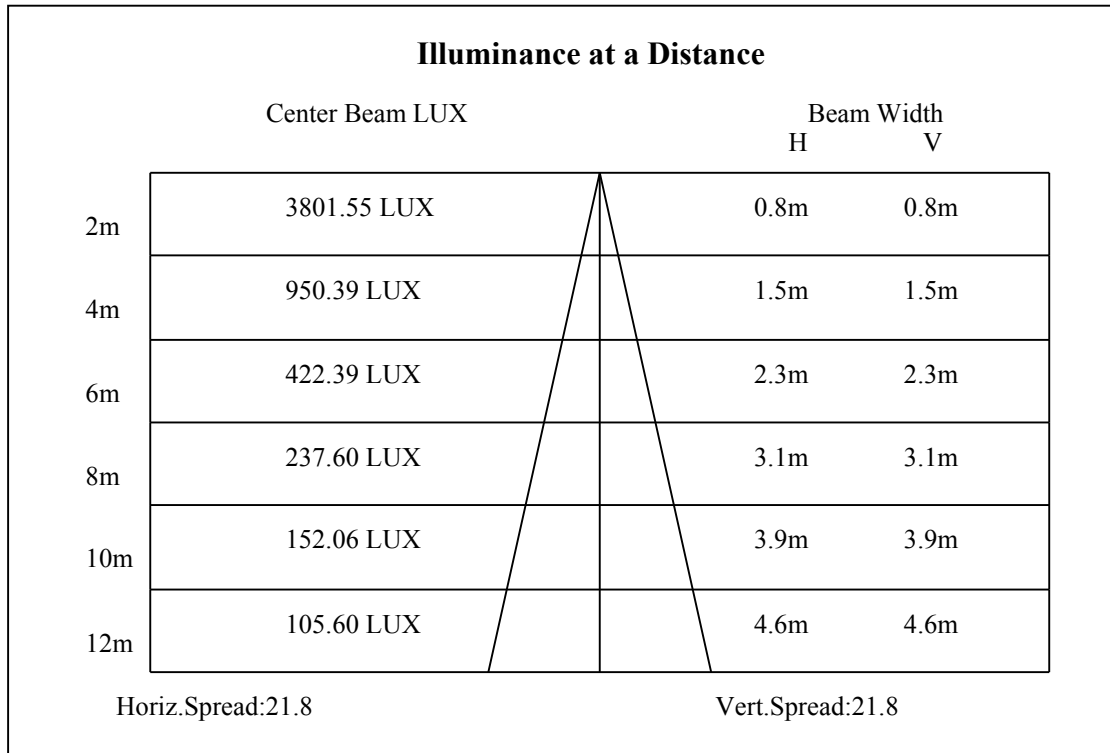 Illuminance at a Distance
Center Beam LUX Beam Width
H V
2m 3801.55 LUX 0.8m 0.8m
4m 950.39 LUX 1.5m 1.5m
6m 422.39 LUX 2.3m 2.3m
8m 237.60 LUX 3.1m 3.1m
10m 152.06 LUX 3.9m 3.9m
12m 105.60 LUX 4.6m 4.6m
Horiz.Spread:21.8 Vert.Spread:21.8